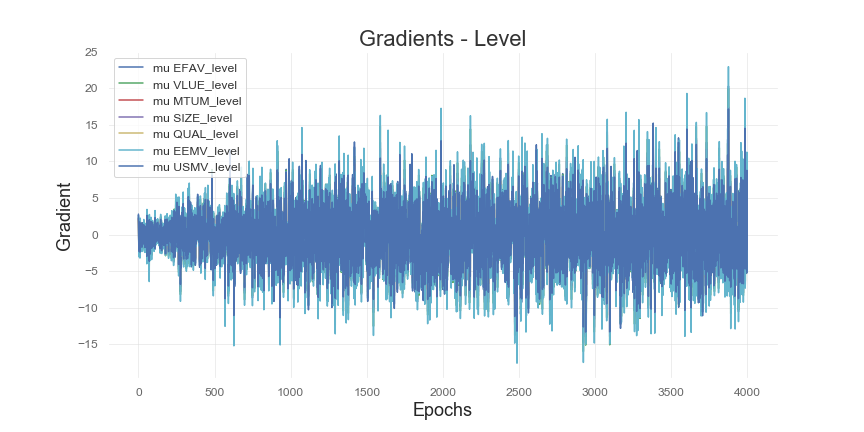 Gradients - Level
mu EFAV_level
mu VLUE_level
mu MTUM_level
mu SIZE_level
mu QUAL_level
mu EEMV_level
mu USMV_level
Gradient
25
20
15
10
5
0
−5
−10
−15
0 500 1000 1500 2000 2500 3000 3500 4000
Epochs